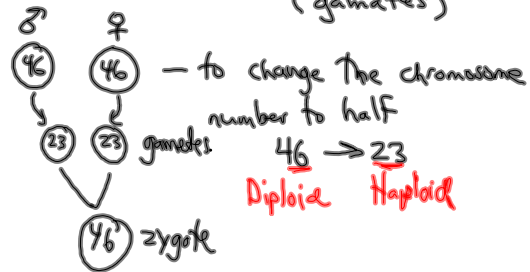 (gametes)
♂ ♀
46 46 — to change the chromosome
number to half
23 23 gametes. 46 → 23
Diploid Haploid
46 zygote